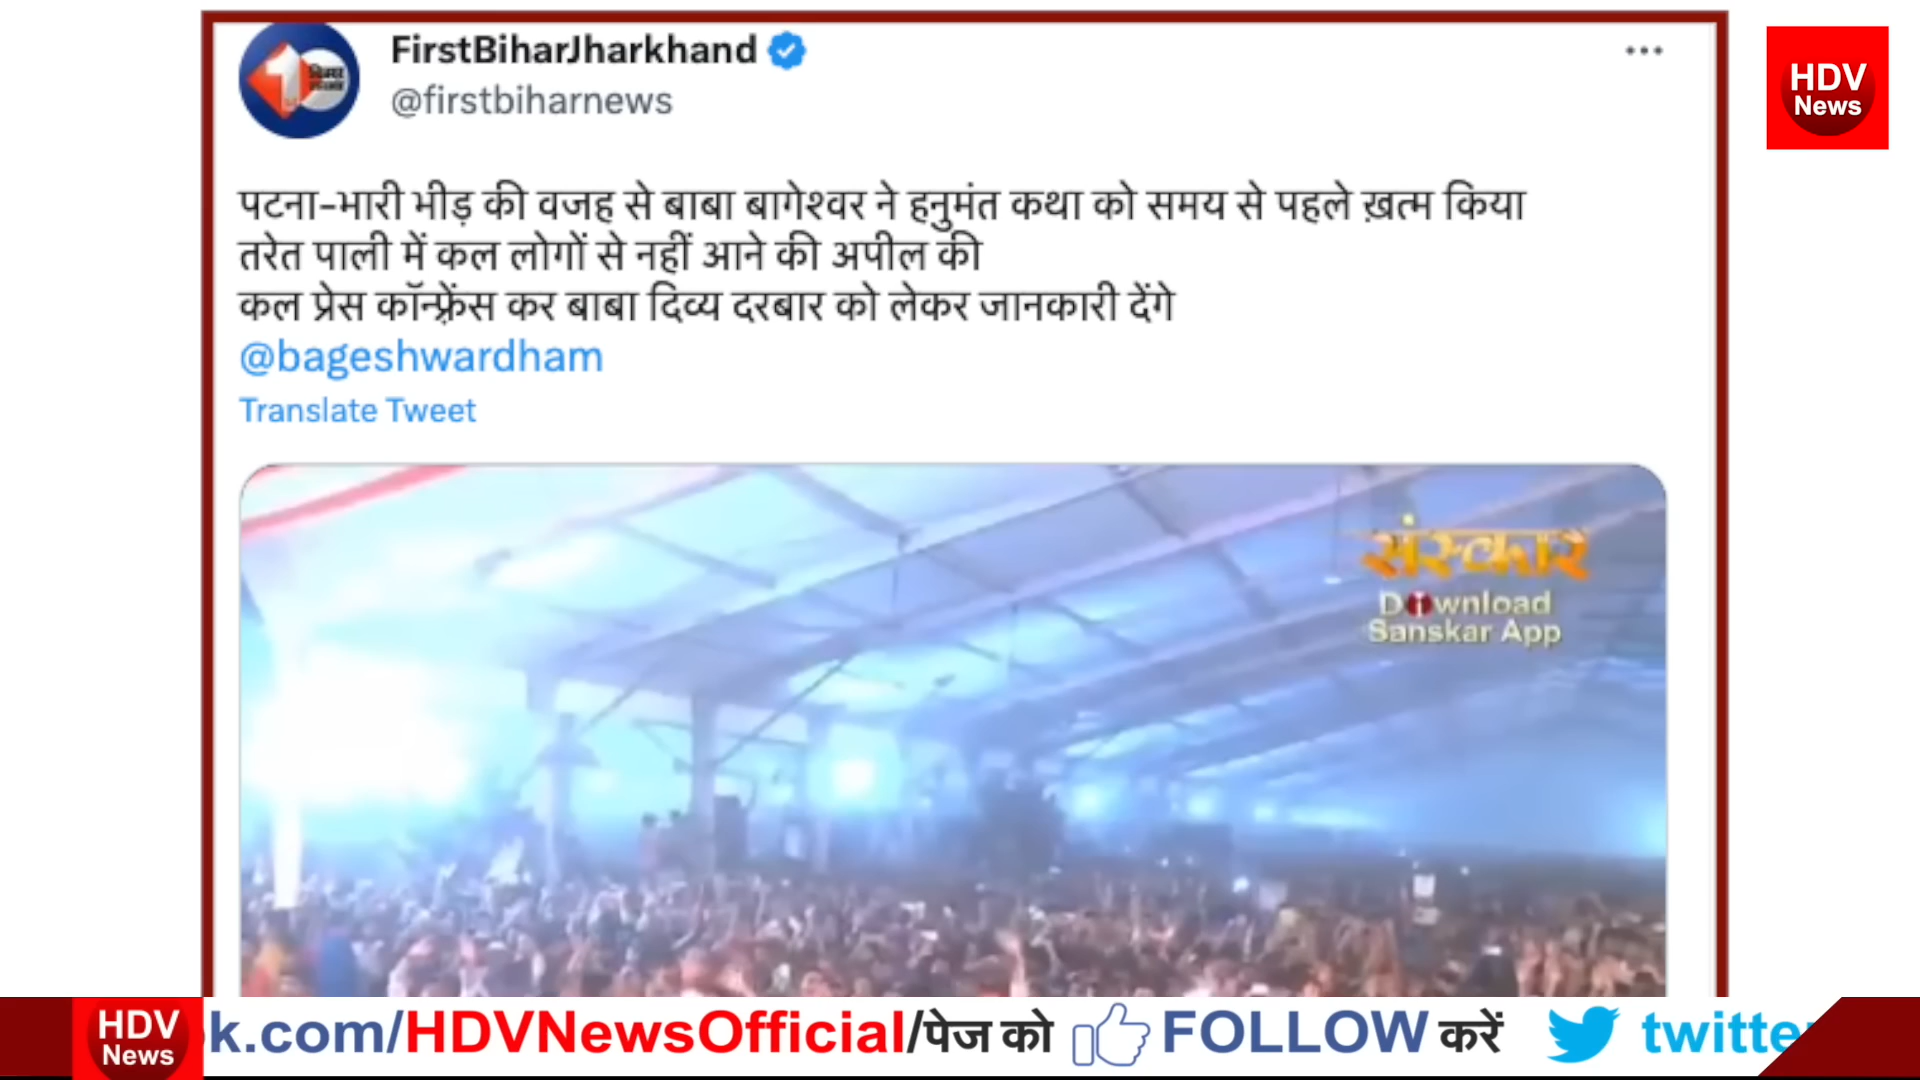 FirstBiharJharkhand
@firstbiharnews
HDV
News
पटना-भारी भीड़ की वजह से बाबा बागेश्वर ने हनुमंत कथा को समय से पहले ख़त्म किया
तरेत पाली में कल लोगों से नहीं आने की अपील की
कल प्रेस कॉन्फ़्रेंस कर बाबा दिव्य दरबार को लेकर जानकारी देंगे
@bageshwardham
Translate Tweet
संस्कार
Download
Sanskar App
HDV
News
k.com/HDVNewsOfficial/पेज को FOLLOW करें twitte